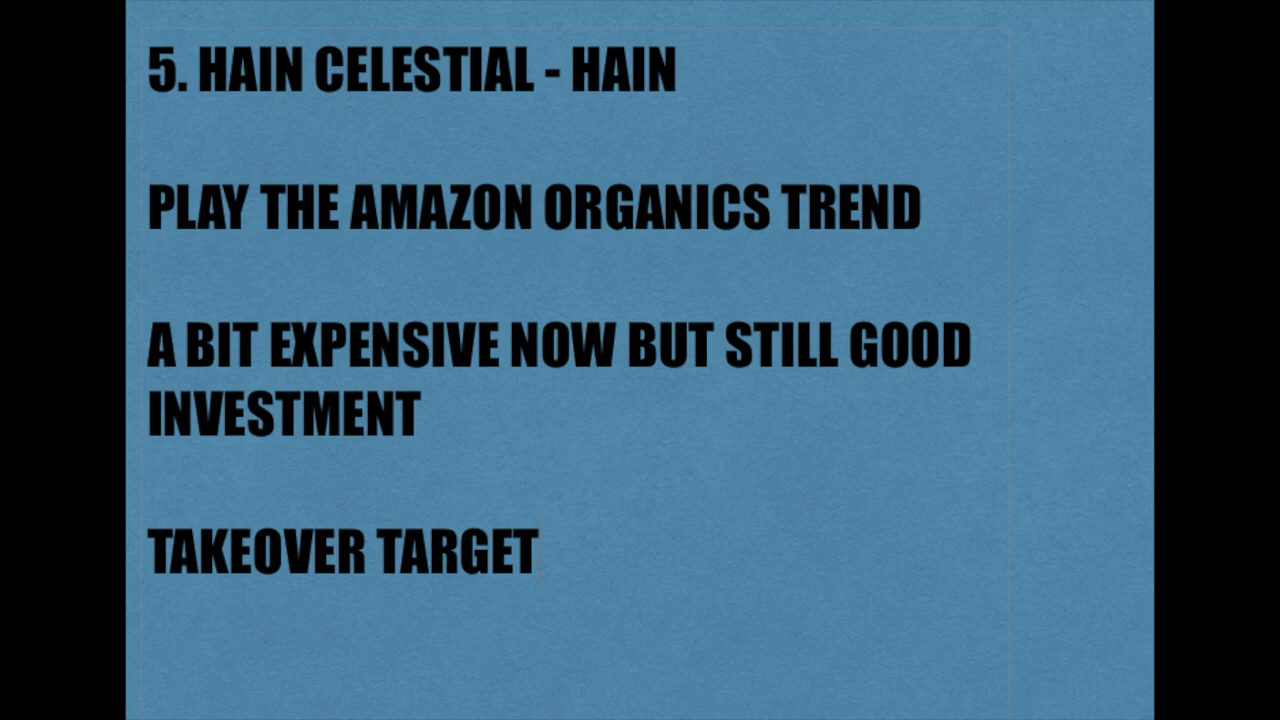 5. HAIN CELESTIAL - HAIN
PLAY THE AMAZON ORGANICS TREND
A BIT EXPENSIVE NOW BUT STILL GOOD
INVESTMENT
TAKEOVER TARGET